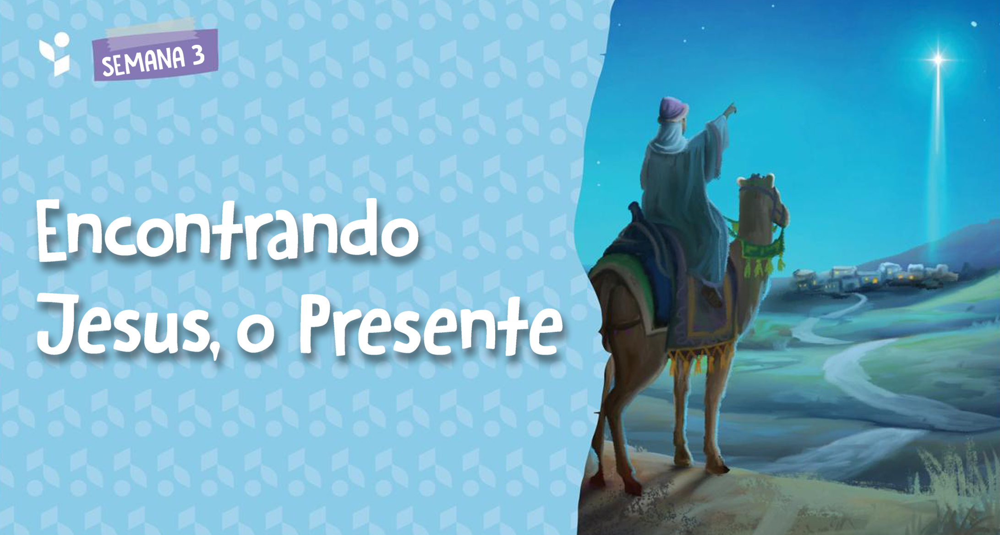 SEMANA 3
Encontrando
Jesus, o Presente